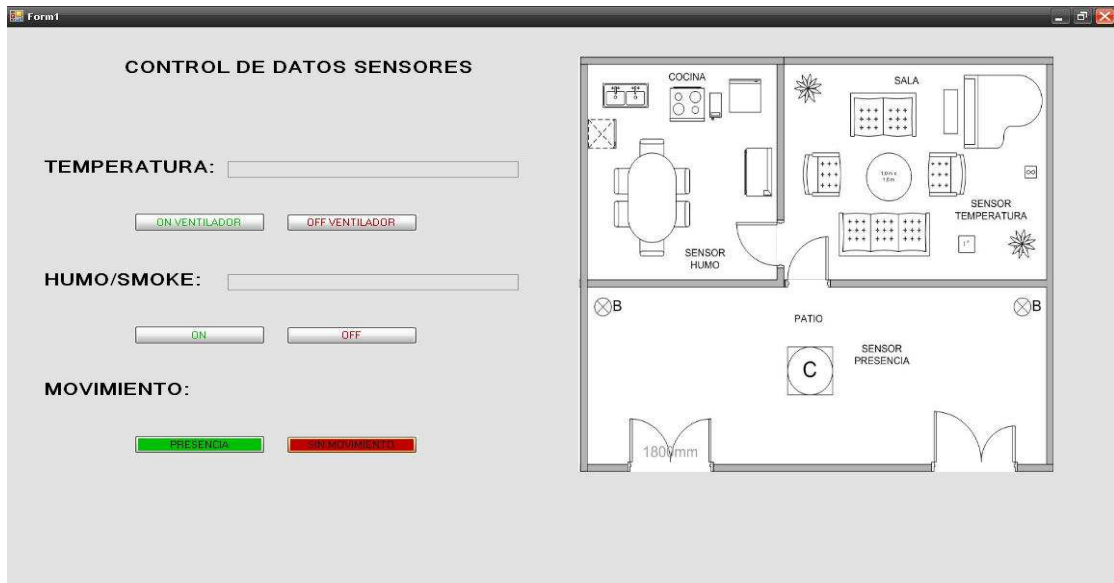 Form1
CONTROL DE DATOS SENSORES
TEMPERATURA:
ON VENTILADOR
OFF VENTILADOR
HUMO/SMOKE:
ON
OFF
MOVIMIENTO:
PRESENCIA
SIN MOVIMIENTO
COCINA
SALA
SENSOR
TEMPERATURA
SENSOR
HUMO
B
B
PATIO
SENSOR
PRESENCIA
C
1800mm